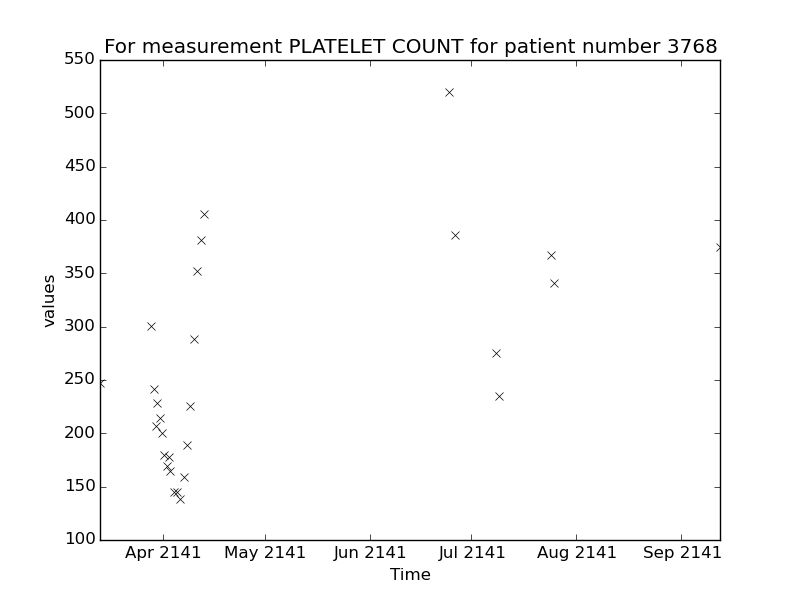 For measurement PLATELET COUNT for patient number 3768
550
500
450
400
350
300
250
200
150
100
values
Apr 2141 May 2141 Jun 2141 Jul 2141 Aug 2141 Sep 2141
Time